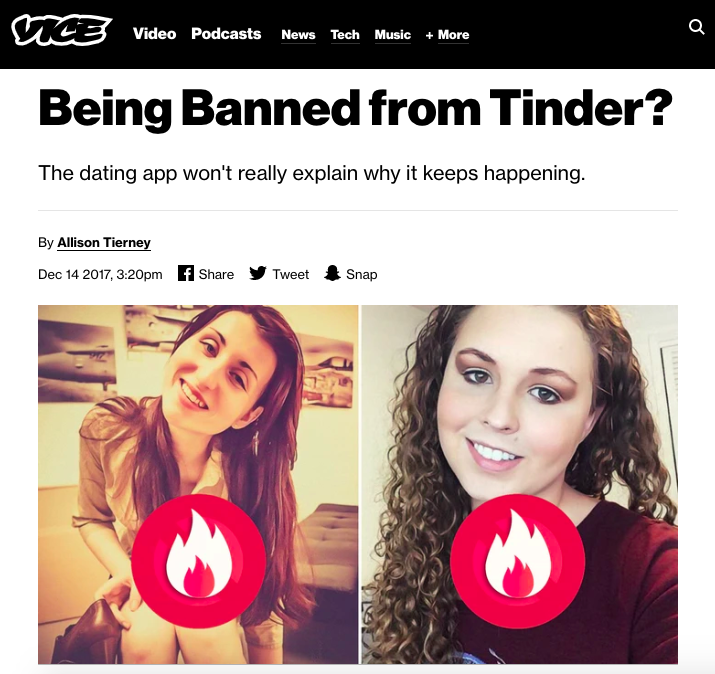 VICE Video Podcasts News Tech Music + More
Being Banned from Tinder?
The dating app won't really explain why it keeps happening.
By Allison Tierney
Dec 14 2017, 3:20pm Share Tweet Snap